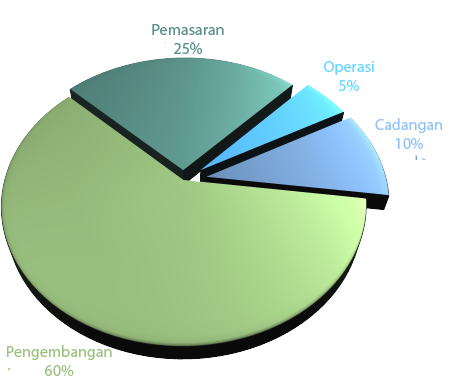 Pemasaran
25%
Operasi
5%
Cadangan
10%
Pengembangan
60%